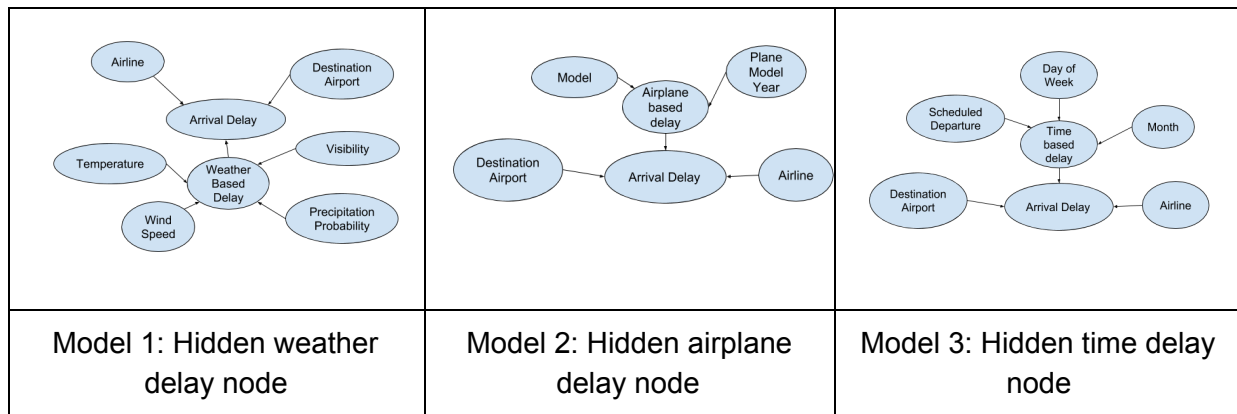 Airline
Destination
Airport
Arrival Delay
Temperature
Visibility
Weather
Based
Delay
Wind
Speed
Precipitation
Probability
Model
Plane
Model
Year
Airplane
based
delay
Destination
Airport
Arrival Delay
Airline
Day of
Week
Scheduled
Departure
Time
based
delay
Month
Destination
Airport
Arrival Delay
Airline
Model 1: Hidden weather
delay node
Model 2: Hidden airplane
delay node
Model 3: Hidden time delay
node